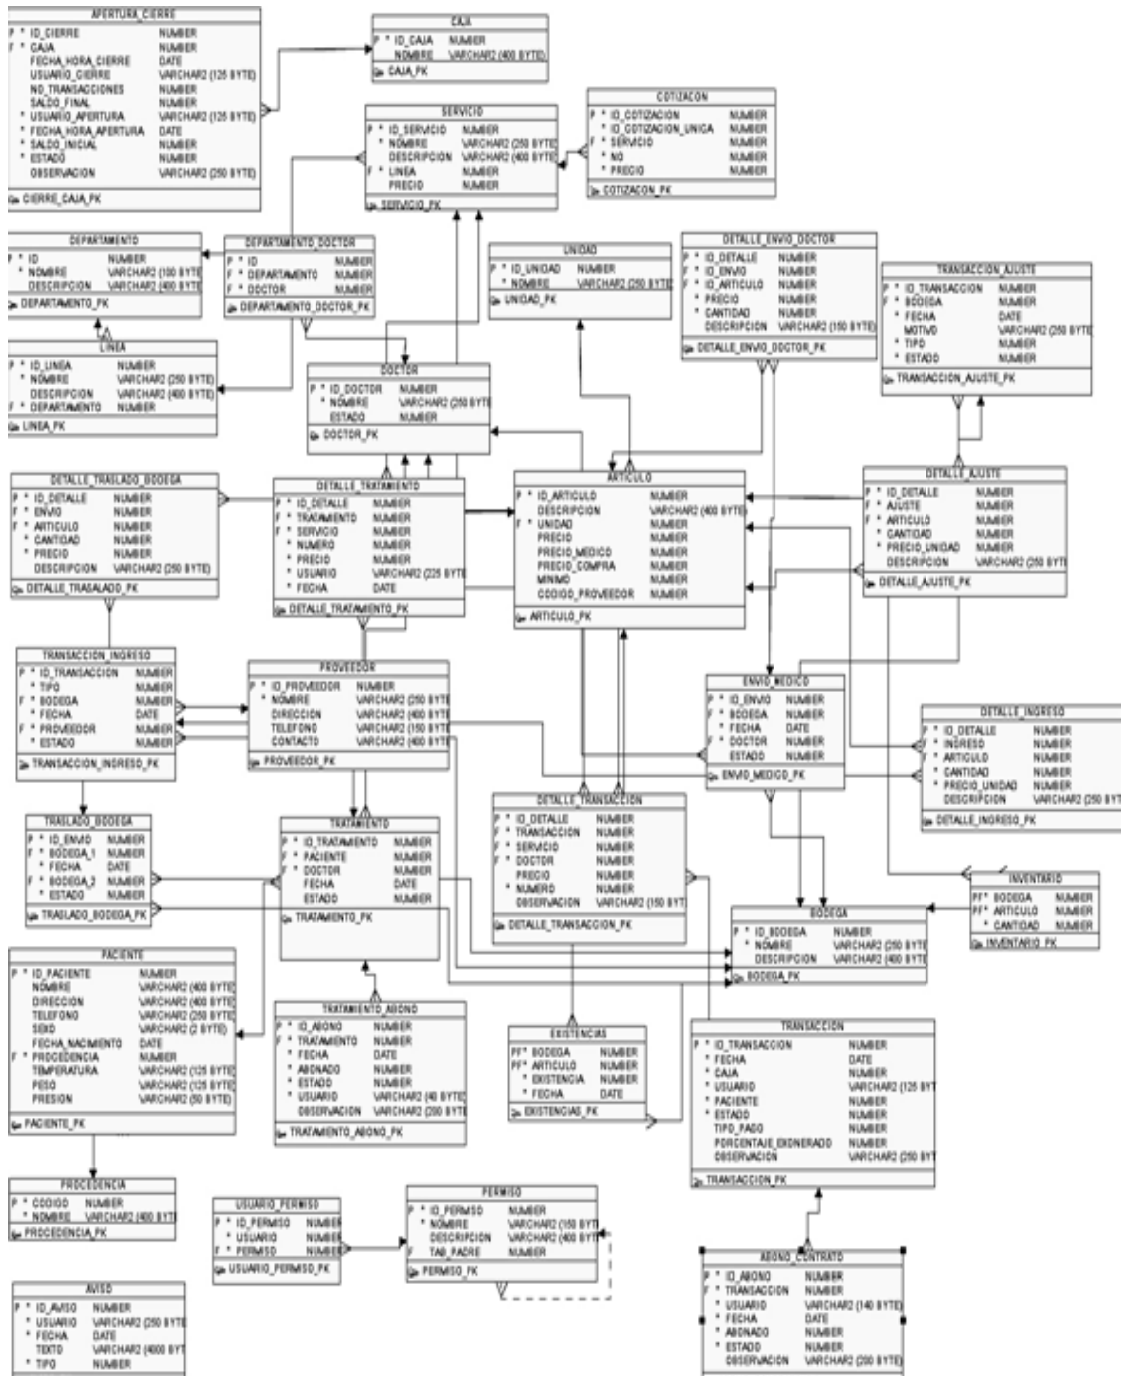 APERTURA_CIERRE
P * ID_CIERRE NUMBER
F * CAJA NUMBER
FECHA_HORA_CIERRE DATE
USUARIO_CIERRE VARCHAR2 (125 BYTE)
NO_TRANSACCIONES NUMBER
SALDO_FINAL NUMBER
* USUARIO_APERTURA VARCHAR2 (125 BYTE)
* FECHA_HORA_APERTURA DATE
* SALDO_INICIAL NUMBER
* ESTADO NUMBER
OBSERVACION VARCHAR2 (250 BYTE)
CIERRE_CAJA_PK
CAJA
P * ID_CAJA NUMBER
NOMBRE VARCHAR2 (400 BYTE)
CAJA_PK
SERVICIO
P * ID_SERVICIO NUMBER
* NOMBRE VARCHAR2 (250 BYTE
DESCRIPCION VARCHAR2 (400 BYTE
F * LINEA NUMBER
PRECIO NUMBER
SERVICIO_PK
COTIZACON
P * ID_COTIZACION NUMBER
* ID_COTIZACION_UNICA NUMBER
F * SERVICIO NUMBER
* NO NUMBER
* PRECIO NUMBER
COTIZACON_PK
DEPARTAMENTO
P * ID NUMBER
* NOMBRE VARCHAR2 (100 BYTE
DESCRIPCION VARCHAR2 (400 BYTE
DEPARTAMENTO_PK
DEPARTAMENTO_DOCTOR
P * ID NUMBER
F * DEPARTAMENTO NUMBER
F * DOCTOR NUMBER
DEPARTAMENTO_DOCTOR_PK
UNIDAD
P * ID_UNIDAD NUMBER
* NOMBRE VARCHAR2 (250 BYTE
UNIDAD_PK
DETALLE_ENVIO_DOCTOR
P * ID_DETALLE NUMBER
F * ID_ENVIO NUMBER
F * ID_ARTICULO NUMBER
* PRECIO NUMBER
* CANTIDAD NUMBER
DESCRIPCION VARCHAR2 (150 BYTE
DETALLE_ENVIO_DOCTOR_PK
TRANSACCION_AJUSTE
P * ID_TRANSACCION NUMBER
F * BODEGA NUMBER
* FECHA DATE
MOTIVO VARCHAR2 (250 BYTE
* TIPO NUMBER
* ESTADO NUMBER
TRANSACCION_AJUSTE_PK
LINEA
P * ID_LINEA NUMBER
* NOMBRE VARCHAR2 (250 BYTE)
DESCRIPCION VARCHAR2 (400 BYTE)
F * DEPARTAMENTO NUMBER
LINEA_PK
DOCTOR
P * ID_DOCTOR NUMBER
* NOMBRE VARCHAR2 (250 BYTE
ESTADO NUMBER
DOCTOR_PK
DETALLE_TRASLADO_BODEGA
P * ID_DETALLE NUMBER
F * ENVIO NUMBER
F * ARTICULO NUMBER
* CANTIDAD NUMBER
* PRECIO NUMBER
DESCRIPCION VARCHAR2 (250 BYTE)
DETALLE_TRASALADO_PK
DETALLE_TRATAMIENTO
P * ID_DETALLE NUMBER
F * TRATAMIENTO NUMBER
F * SERVICIO NUMBER
* NUMERO NUMBER
* PRECIO NUMBER
* USUARIO VARCHAR2 (225 BYTE
* FECHA DATE
DETALLE_TRATAMIENTO_PK
ARTICULO
P * ID_ARTICULO NUMBER
DESCRIPCION VARCHAR2 (400 BYTE)
F * UNIDAD NUMBER
PRECIO NUMBER
PRECIO_MEDICO NUMBER
PRECIO_COMPRA NUMBER
MINIMO NUMBER
CODIGO_PROVEEDOR NUMBER
ARTICULO_PK
DETALLE_AJUSTE
P * ID_DETALLE NUMBER
F * AJUSTE NUMBER
F * ARTICULO NUMBER
* CANTIDAD NUMBER
* PRECIO_UNIDAD NUMBER
DESCRIPCION VARCHAR2 (250 BYTE
DETALLE_AJUSTE_PK
TRANSACCION_INGRESO
P * ID_TRANSACCION NUMBER
* TIPO NUMBER
F * BODEGA NUMBER
* FECHA DATE
F * PROVEEDOR NUMBER
* ESTADO NUMBER
TRANSACCION_INGRESO_PK
PROVEEDOR
P * ID_PROVEEDOR NUMBER
* NOMBRE VARCHAR2 (250 BYTE
DIRECCION VARCHAR2 (400 BYTE
TELEFONO VARCHAR2 (150 BYTE
CONTACTO VARCHAR2 (400 BYTE
PROVEEDOR_PK
ENVIO_MEDICO
P * ID_ENVIO NUMBER
F * BODEGA NUMBER
* FECHA DATE
F * DOCTOR NUMBER
ESTADO NUMBER
ENVIO_MEDICO_PK
DETALLE_INGRESO
P * ID_DETALLE NUMBER
F * INGRESO NUMBER
F * ARTICULO NUMBER
* CANTIDAD NUMBER
* PRECIO_UNIDAD NUMBER
DESCRIPCION VARCHAR2 (250 BYT
DETALLE_INGRESO_PK
TRASLADO_BODEGA
P * ID_ENVIO NUMBER
F * BODEGA_1 NUMBER
* FECHA DATE
F * BODEGA_2 NUMBER
* ESTADO NUMBER
TRASLADO_BODEGA_PK
TRATAMIENTO
P * ID_TRATAMIENTO NUMBER
F * PACIENTE NUMBER
F * DOCTOR NUMBER
FECHA DATE
ESTADO NUMBER
TRATAMIENTO_PK
DETALLE_TRANSACCION
P * ID_DETALLE NUMBER
F * TRANSACCION NUMBER
F * SERVICIO NUMBER
F * DOCTOR NUMBER
PRECIO NUMBER
* NUMERO NUMBER
OBSERVACION VARCHAR2 (150 BYT
DETALLE_TRANSACCION_PK
INVENTARIO
PF* BODEGA NUMBER
PF* ARTICULO NUMBER
* CANTIDAD NUMBER
INVENTARIO_PK
BODEGA
P * ID_BODEGA NUMBER
* NOMBRE VARCHAR2 (250 BYTE
DESCRIPCION VARCHAR2 (400 BYTE
BODEGA_PK
PACIENTE
P * ID_PACIENTE NUMBER
NOMBRE VARCHAR2 (400 BYTE)
DIRECCION VARCHAR2 (400 BYTE)
TELEFONO VARCHAR2 (250 BYTE)
SEXO VARCHAR2 (2 BYTE)
FECHA_NACIMIENTO DATE
F * PROCEDENCIA NUMBER
TEMPERATURA VARCHAR2 (125 BYTE)
PESO VARCHAR2 (125 BYTE)
PRESION VARCHAR2 (50 BYTE)
PACIENTE_PK
TRATAMIENTO_ABONO
P * ID_ABONO NUMBER
F * TRATAMIENTO NUMBER
* FECHA DATE
* ABONADO NUMBER
* ESTADO NUMBER
* USUARIO VARCHAR2 (40 BYTE)
OBSERVACION VARCHAR2 (200 BYTE)
TRATAMIENTO_ABONO_PK
EXISTENCIAS
PF* BODEGA NUMBER
PF* ARTICULO NUMBER
* EXISTENCIA NUMBER
* FECHA DATE
EXISTENCIAS_PK
TRANSACCION
P * ID_TRANSACCION NUMBER
* FECHA DATE
* CAJA NUMBER
* USUARIO VARCHAR2 (125 BYT
* PACIENTE NUMBER
* ESTADO NUMBER
TIPO_PAGO NUMBER
PORCENTAJE_EXONERADO NUMBER
OBSERVACION VARCHAR2 (250 BYT
TRANSACCION_PK
PROCEDENCIA
P * CODIGO NUMBER
* NOMBRE VARCHAR2 (400 BYT
PROCEDENCIA_PK
USUARIO_PERMISO
P * ID_PERMISO NUMBER
* USUARIO NUMBER
F * PERMISO NUMBER
USUARIO_PERMISO_PK
PERMISO
P * ID_PERMISO NUMBER
* NOMBRE VARCHAR2 (150 BYT
DESCRIPCION VARCHAR2 (400 BYT
F TAB_PADRE NUMBER
PERMISO_PK
ABONO_CONTRATO
P * ID_ABONO NUMBER
F * TRANSACCION NUMBER
* USUARIO VARCHAR2 (140 BYTE)
* FECHA DATE
* ABONADO NUMBER
* ESTADO NUMBER
OBSERVACION VARCHAR2 (200 BYTE)
AVISO
P * ID_AVISO NUMBER
* USUARIO VARCHAR2 (250 BYT
* FECHA DATE
TEXTO VARCHAR2 (4000 BYT
* TIPO NUMBER